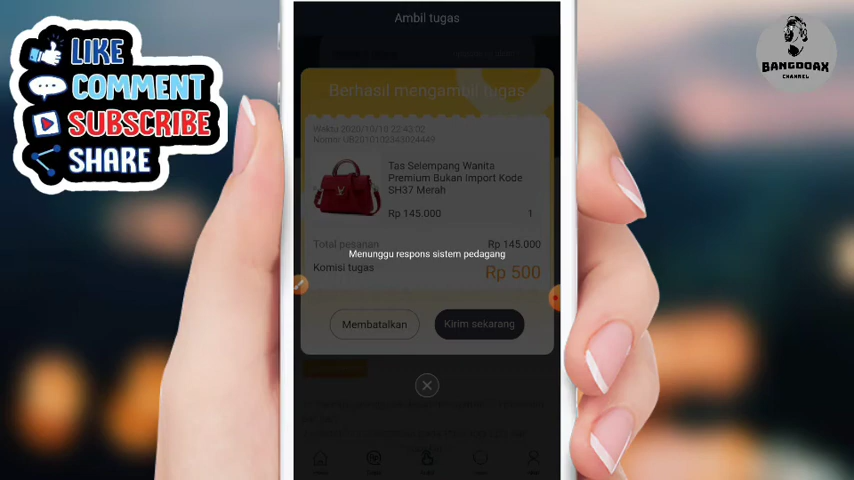 LIKE
COMMENT
SUBSCRIBE
SHARE
BANGDOAX
CHANNEL
Ambil tugas
Berhasil mengambil tugas
Waktu 2020/10/10 22:43:02
Tas Selempang Wanita
Premium Bukan Import Kode
SH37 Merah
Rp 145.000 1
Total pesanan Rp 145.000
Menunggu respons sistem pedagang
Komisi tugas Rp 500
Membatalkan Kirim sekarang